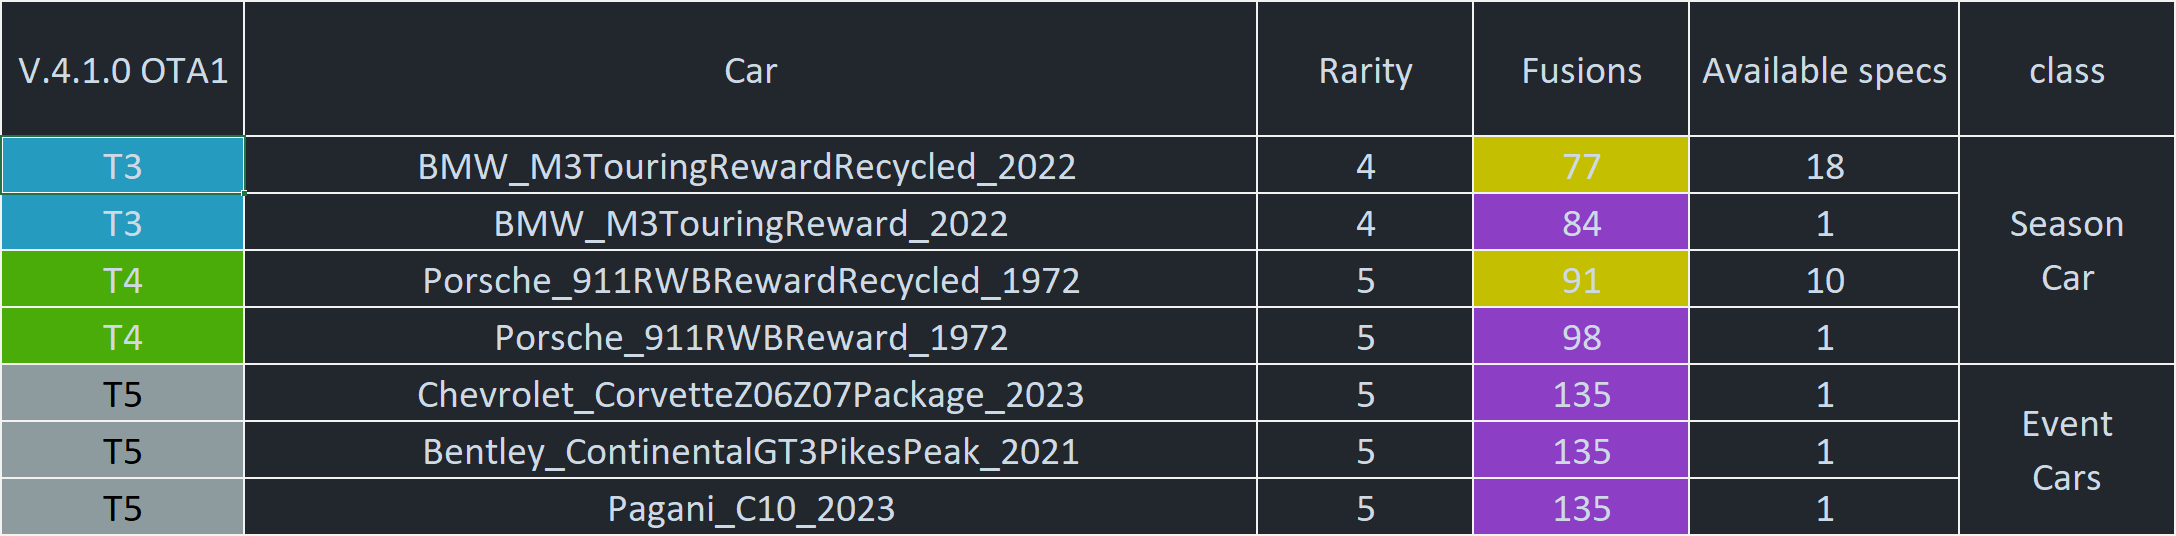 V.4.1.0 OTA1 Car Rarity Fusions Available specs class
T3 BMW_M3TouringRewardRecycled_2022 4 77 18
T3 BMW_M3TouringReward_2022 4 84 1
Season
Car
T4 Porsche_911RWBRewardRecycled_1972 5 91 10
T4 Porsche_911RWBReward_1972 5 98 1
T5 Chevrolet_CorvetteZ06Z07Package_2023 5 135 1
Event
Cars
T5 Bentley_ContinentalGT3PikesPeak_2021 5 135 1
T5 Pagani_C10_2023 5 135 1